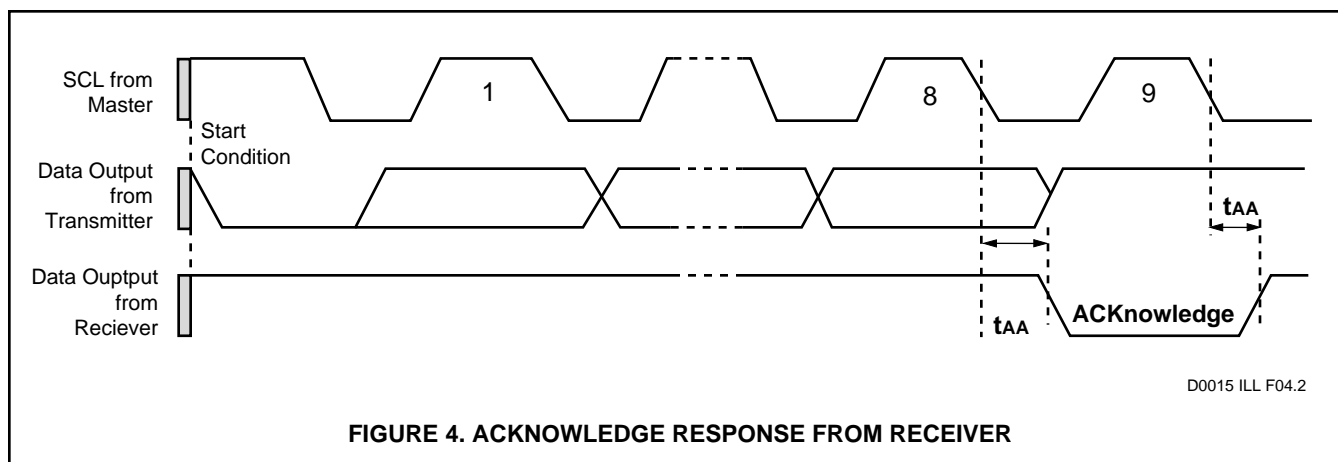 SCL from
Master
1
8
9
Start
Condition
Data Output
from
Transmitter
tAA
Data Ouptput
from
Reciever
tAA
ACKnowledge
D0015 ILL F04.2
FIGURE 4. ACKNOWLEDGE RESPONSE FROM RECEIVER